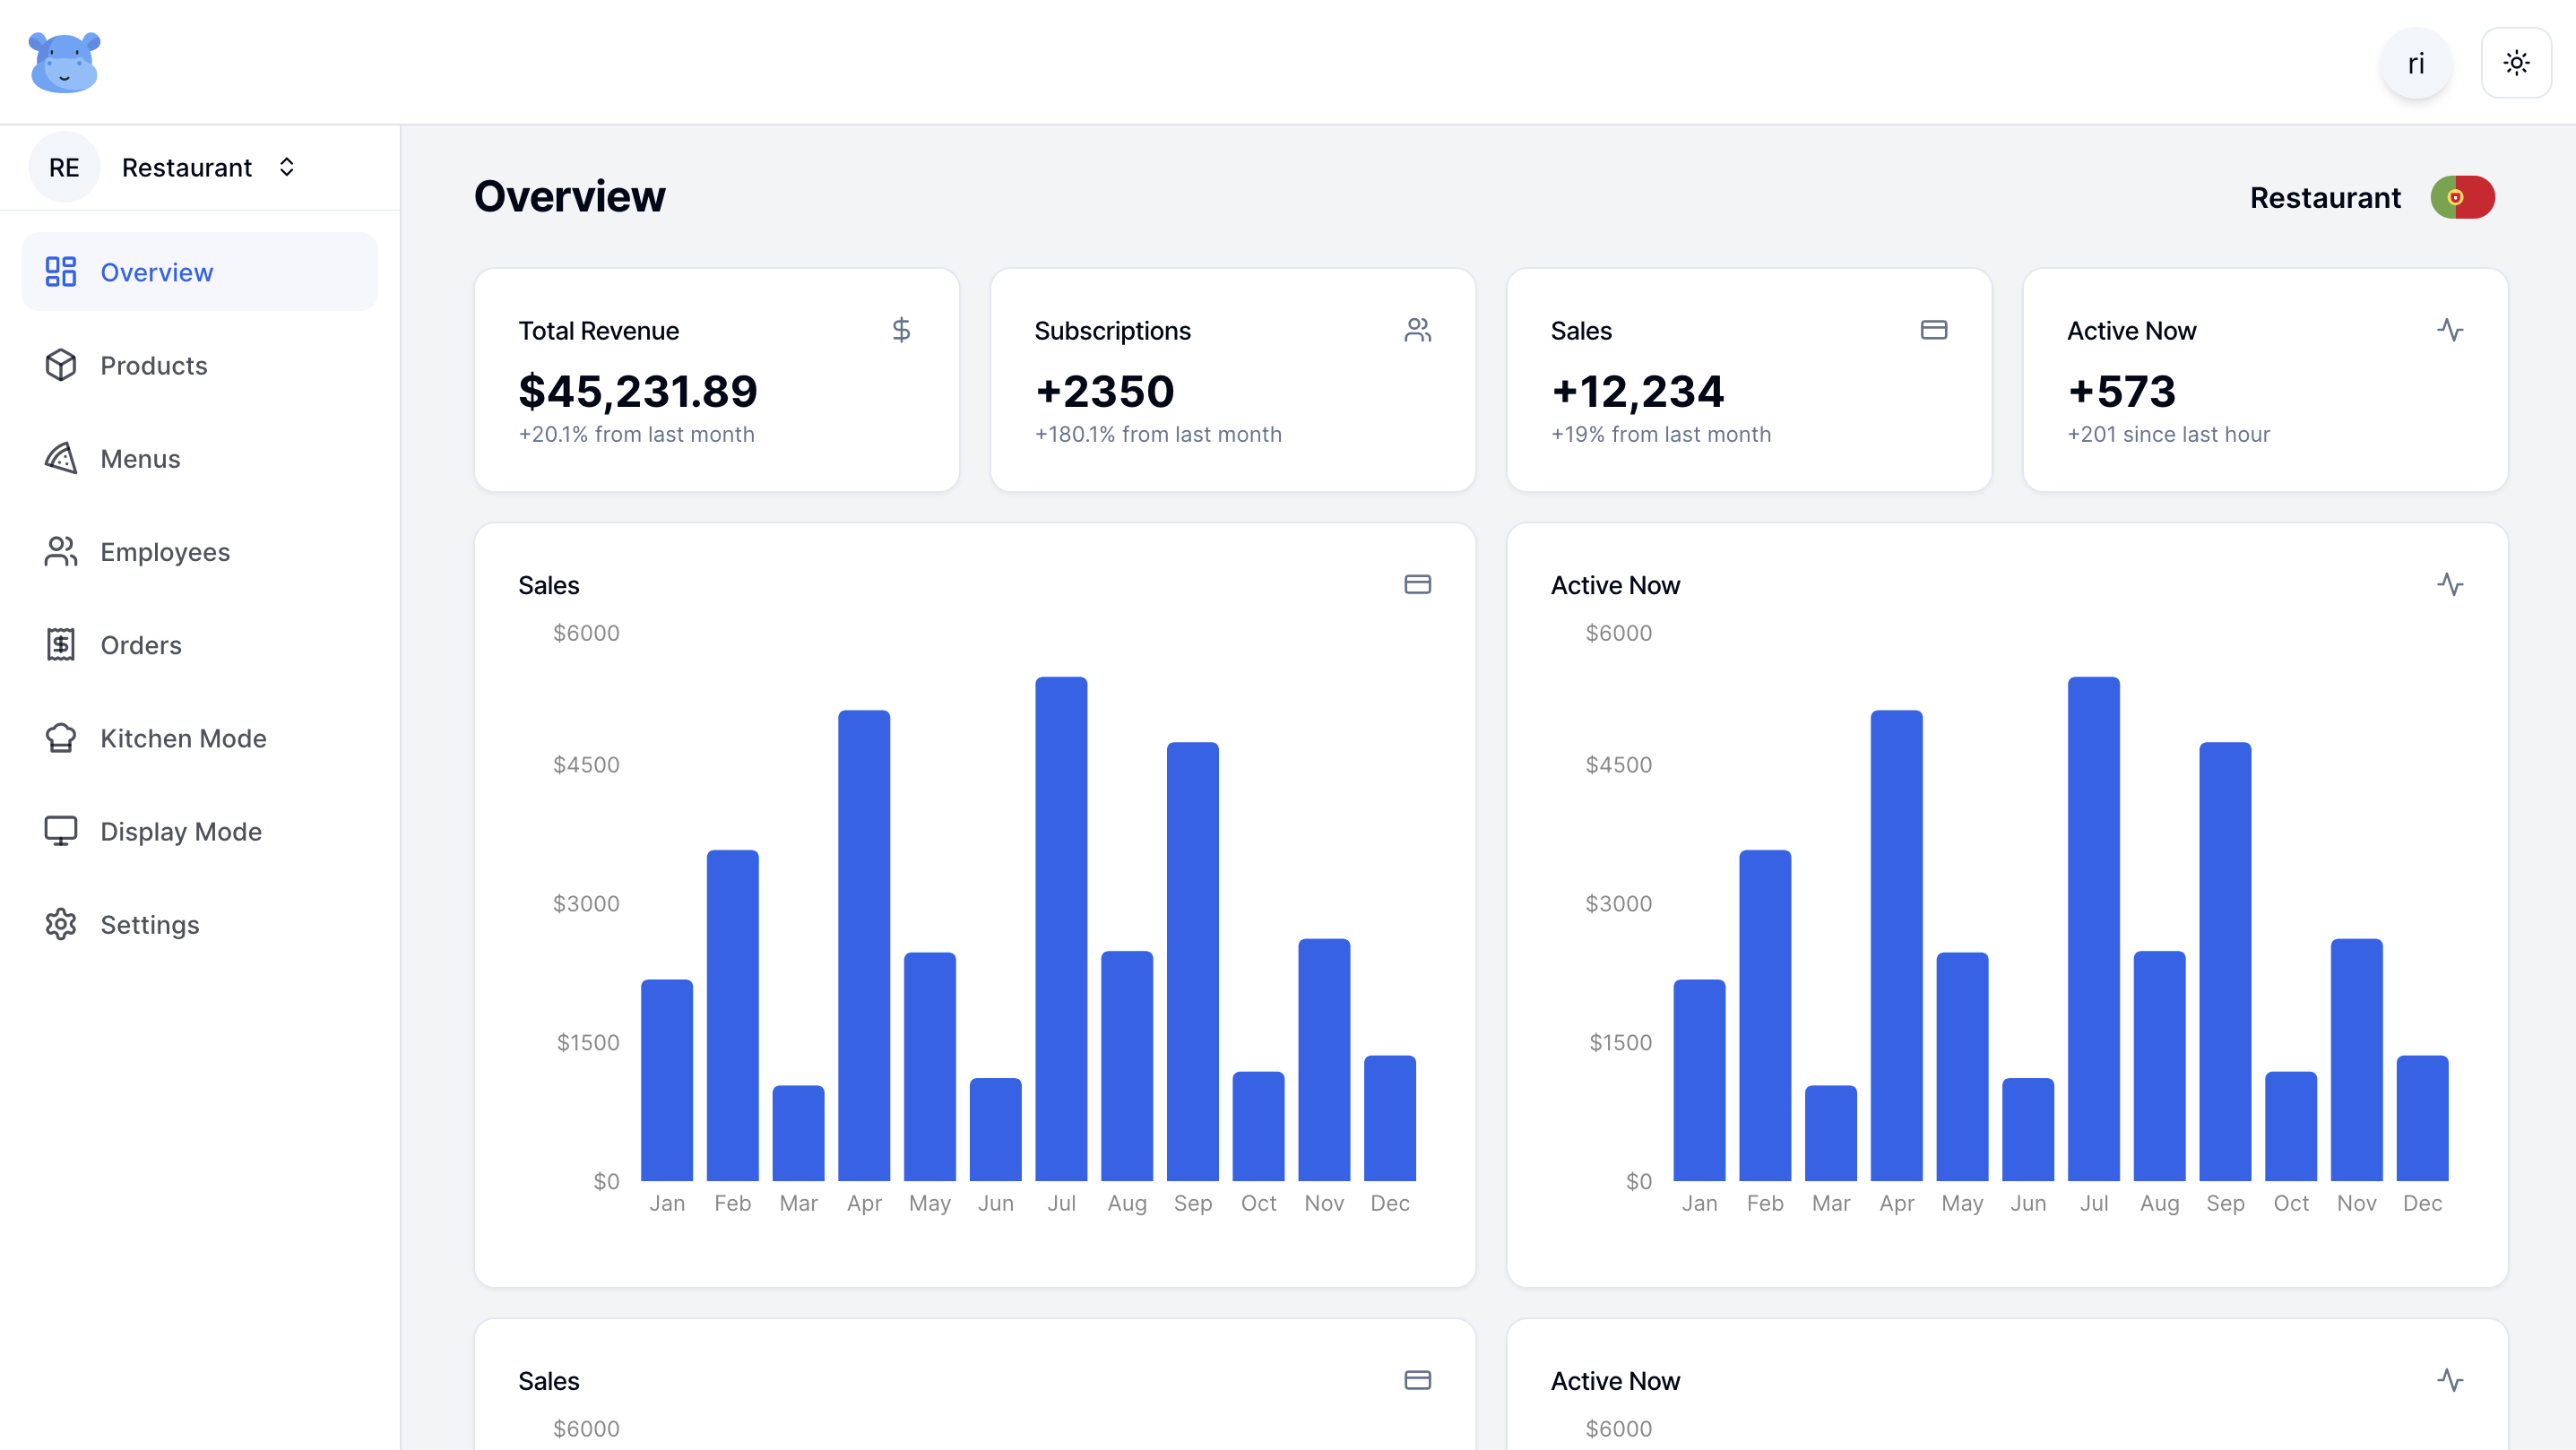 ri
RE Restaurant
Overview
Products
Menus
Employees
Orders
Kitchen Mode
Display Mode
Settings
Overview
Restaurant
Total Revenue
$45,231.89
+20.1% from last month
Subscriptions
+2350
+180.1% from last month
Sales
+12,234
+19% from last month
Active Now
+573
+201 since last hour
Sales
$6000
$4500
$3000
$1500
$0
Jan Feb Mar Apr May Jun Jul Aug Sep Oct Nov Dec
Active Now
$6000
$4500
$3000
$1500
$0
Jan Feb Mar Apr May Jun Jul Aug Sep Oct Nov Dec
Sales
$6000
Active Now
$6000